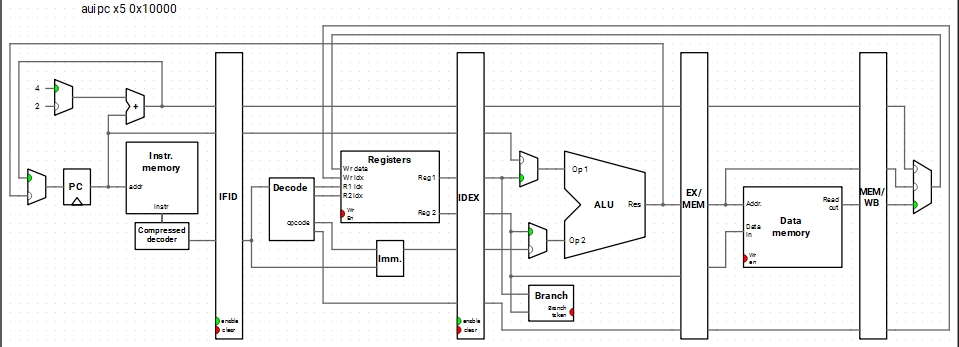 auipc x5 0x10000
4
2
+
PC
Instr.
memory
addr
instr
Compressed
decoder
IFID
enable
clear
Decode
opcode
Registers
Wr data
Wr idx
R1 idx
R2 idx
Wr
En
Reg 1
Reg 2
Imm.
IDEX
enable
clear
Op 1
Op 2
ALU
Res
Branch
Branch
taken
EX/
MEM
Addr.
Data
in
Wr
en
Read
out
Data
memory
MEM/
WB